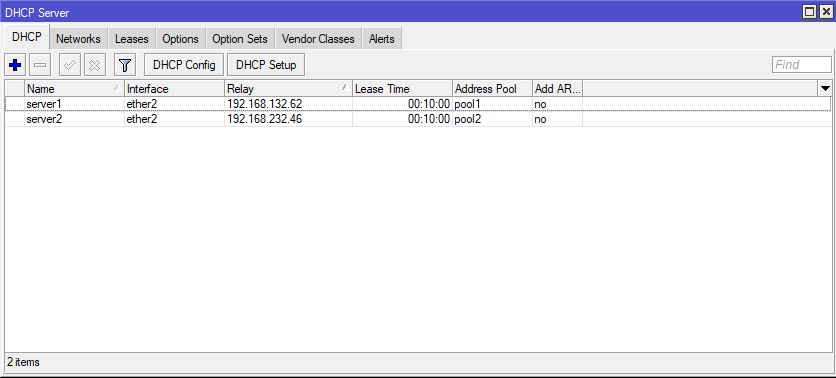 DHCP Server
DHCP Networks Leases Options Option Sets Vendor Classes Alerts
DHCP Config DHCP Setup Find
Name Interface Relay Lease Time Address Pool Add AR...
server1 ether2 192.168.132.62 00:10:00 pool1 no
server2 ether2 192.168.232.46 00:10:00 pool2 no
2 items